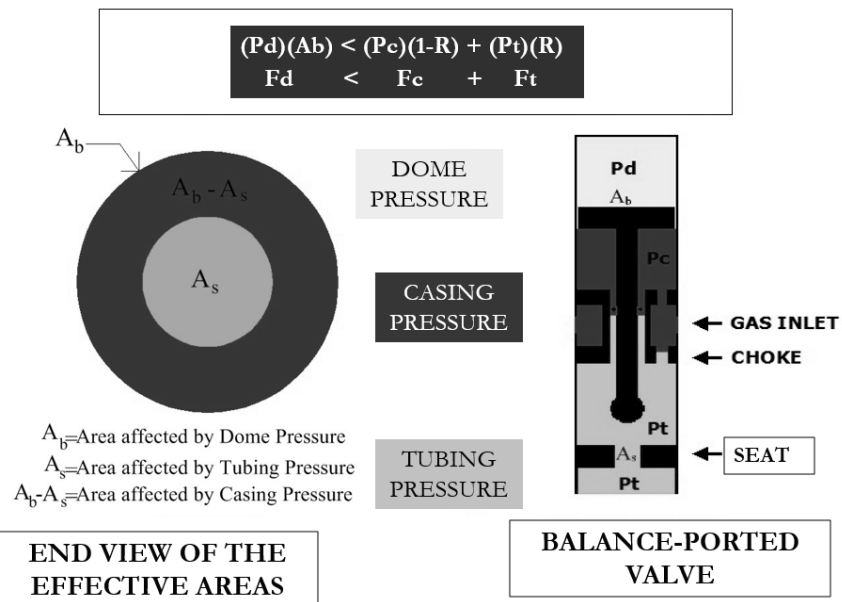 (Pd)(Ab) < (Pc)(1-R) + (Pt)(R)
Fd < Fc + Ft
Ab
Ab - As
As
DOME
PRESSURE
CASING
PRESSURE
TUBING
PRESSURE
Ab=Area affected by Dome Pressure
As=Area affected by Tubing Pressure
Ab-As=Area affected by Casing Pressure
END VIEW OF THE
EFFECTIVE AREAS
Pd
Ab
Pc
GAS INLET
CHOKE
Pt
As
SEAT
Pt
BALANCE-PORTED
VALVE